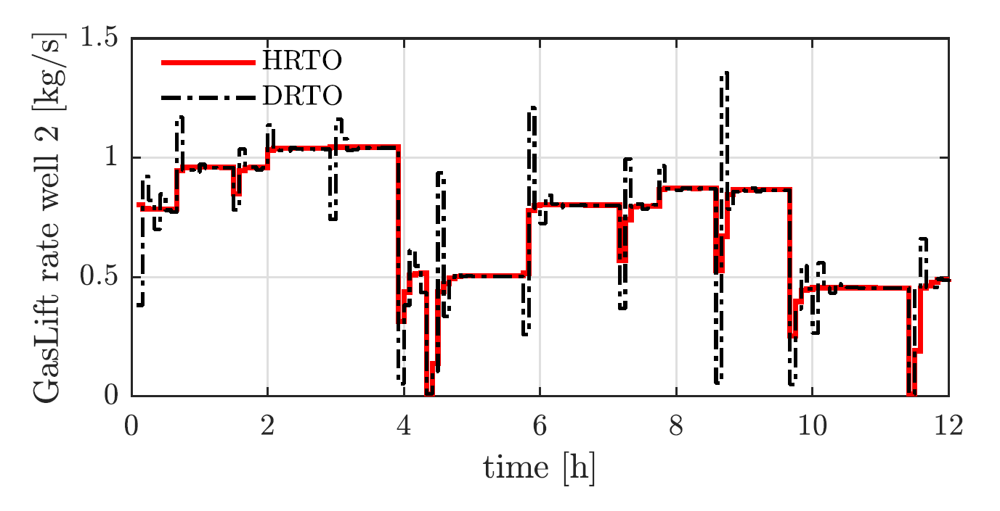 GasLift rate well 2 [kg/s]
1.5
1
0.5
0
HRTO
DRTO
0 2 4 6 8 10 12
time [h]